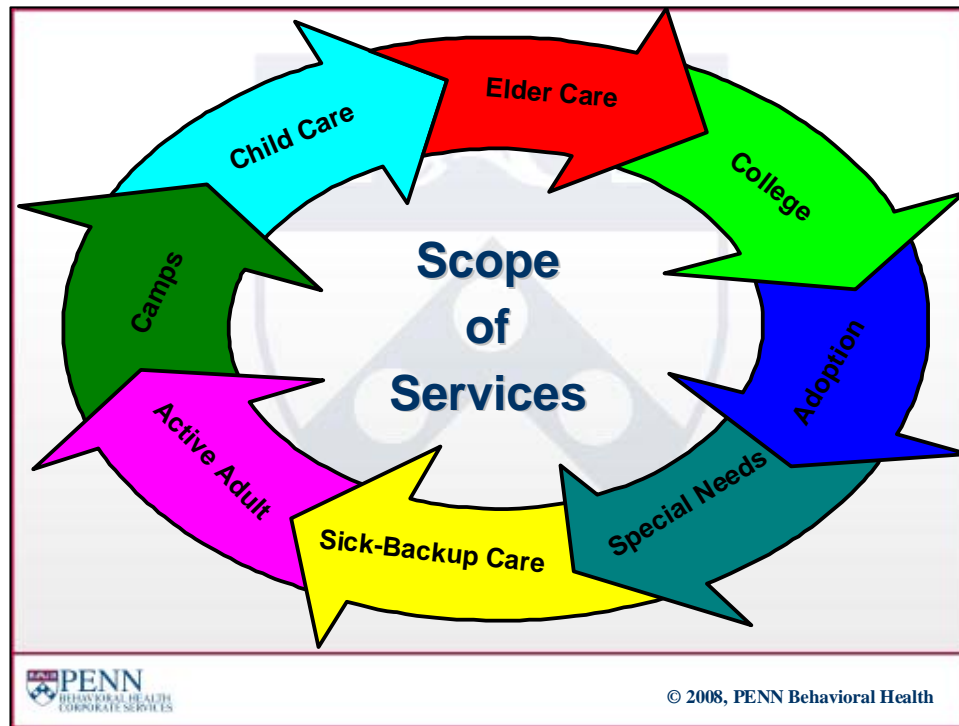 Elder Care
College
Adoption
Special Needs
Sick-Backup Care
Active Adult
Camps
Child Care
Scope
of
Services
PENN
BEHAVIORAL HEALTH
CORPORATE SERVICES
© 2008, PENN Behavioral Health